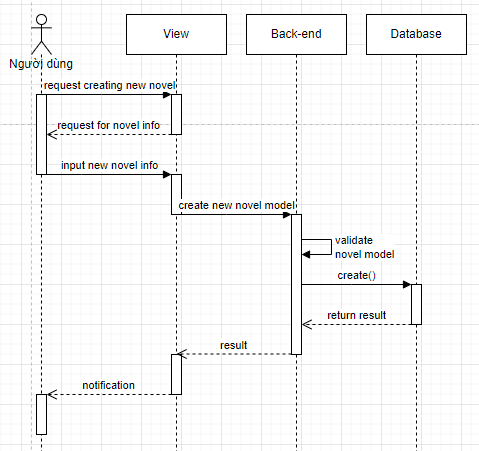 View
Back-end
Database
Người dùng
request creating new novel
request for novel info
input new novel info
create new novel model
validate
novel model
create()
return result
result
notification